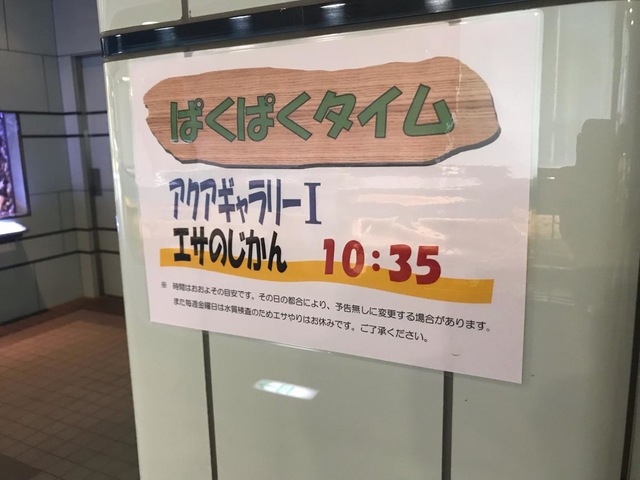 ぱくぱくタイム
アクアギャラリーI
エサのじかん 10:35
※ 時間はおおよその目安です。その日の都合により、予告無しに変更する場合があります。
また毎週金曜日は水質検査のためエサやりはお休みです。ご了承ください。